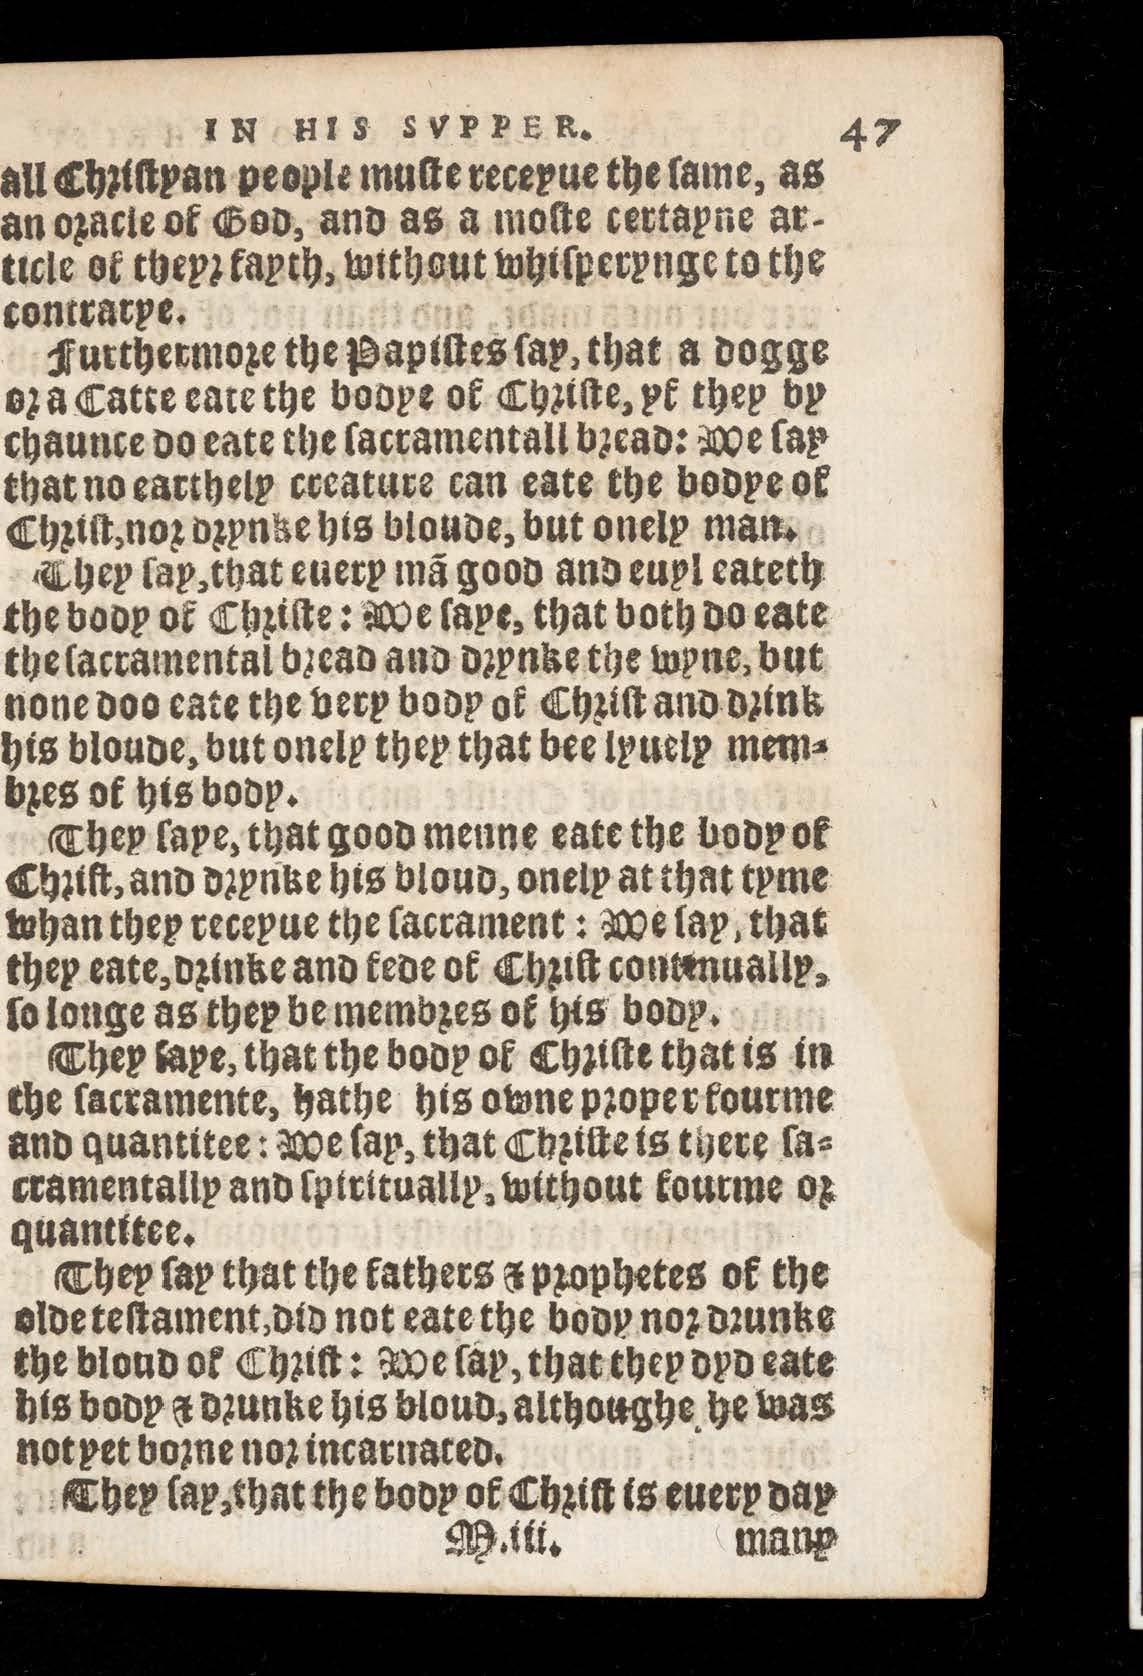 IN HIS SVPPER. 47
all Chriſtyan people muſte receyue the ſame, as
an oracle of God, and as a moſte certayne ar-
ticle of theyr fayth, without whiſperynge to the
contrarye.
Furthermore the Papiſtes ſay, that a dogge
or a Catte eate the bodye of Chriſte, yf they by
chaunce do eate the ſacramentall bread: We ſay
that no earthely creature can eate the bodye of
Chriſt, nor drynke his bloude, but onely man.
They ſay, that euery mā good and euyl eateth
the body of Chriſte: We ſaye, that both do eate
the ſacramental bread and drynke the wyne, but
none doo eate the very body of Chriſt and drink
his bloude, but onely they that bee lyuely mem-
bres of his body.
They ſaye, that good menne eate the body of
Chriſt, and drynke his bloud, onely at that tyme
whan they receyue the ſacrament: We ſay, that
they eate, drinke and fede of Chriſt continually,
ſo longe as they be membres of his body.
They ſaye, that the body of Chriſte that is in
the ſacramente, hathe his owne proper fourme
and quantitee: We ſay, that Chriſte is there ſa-
cramentally and ſpiritually, without fourme or
quantitee.
They ſay that the fathers & prophetes of the
olde teſtament, did not eate the body nor drunke
the bloud of Chriſt: We ſay, that they dyd eate
his body & drunke his bloud, althoughe he was
not yet borne nor incarnated.
They ſay, that the body of Chriſt is euery day
M.iii. many